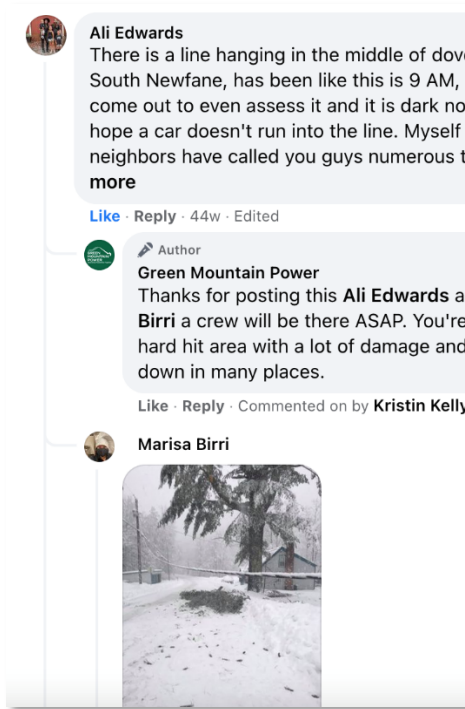 Ali Edwards
There is a line hanging in the middle of dov
South Newfane, has been like this is 9 AM,
come out to even assess it and it is dark no
hope a car doesn't run into the line. Myself
neighbors have called you guys numerous t
more
Like · Reply · 44w · Edited
Author
Green Mountain Power
Thanks for posting this Ali Edwards a
Birri a crew will be there ASAP. You're
hard hit area with a lot of damage and
down in many places.
Like · Reply · Commented on by Kristin Kelly
Marisa Birri